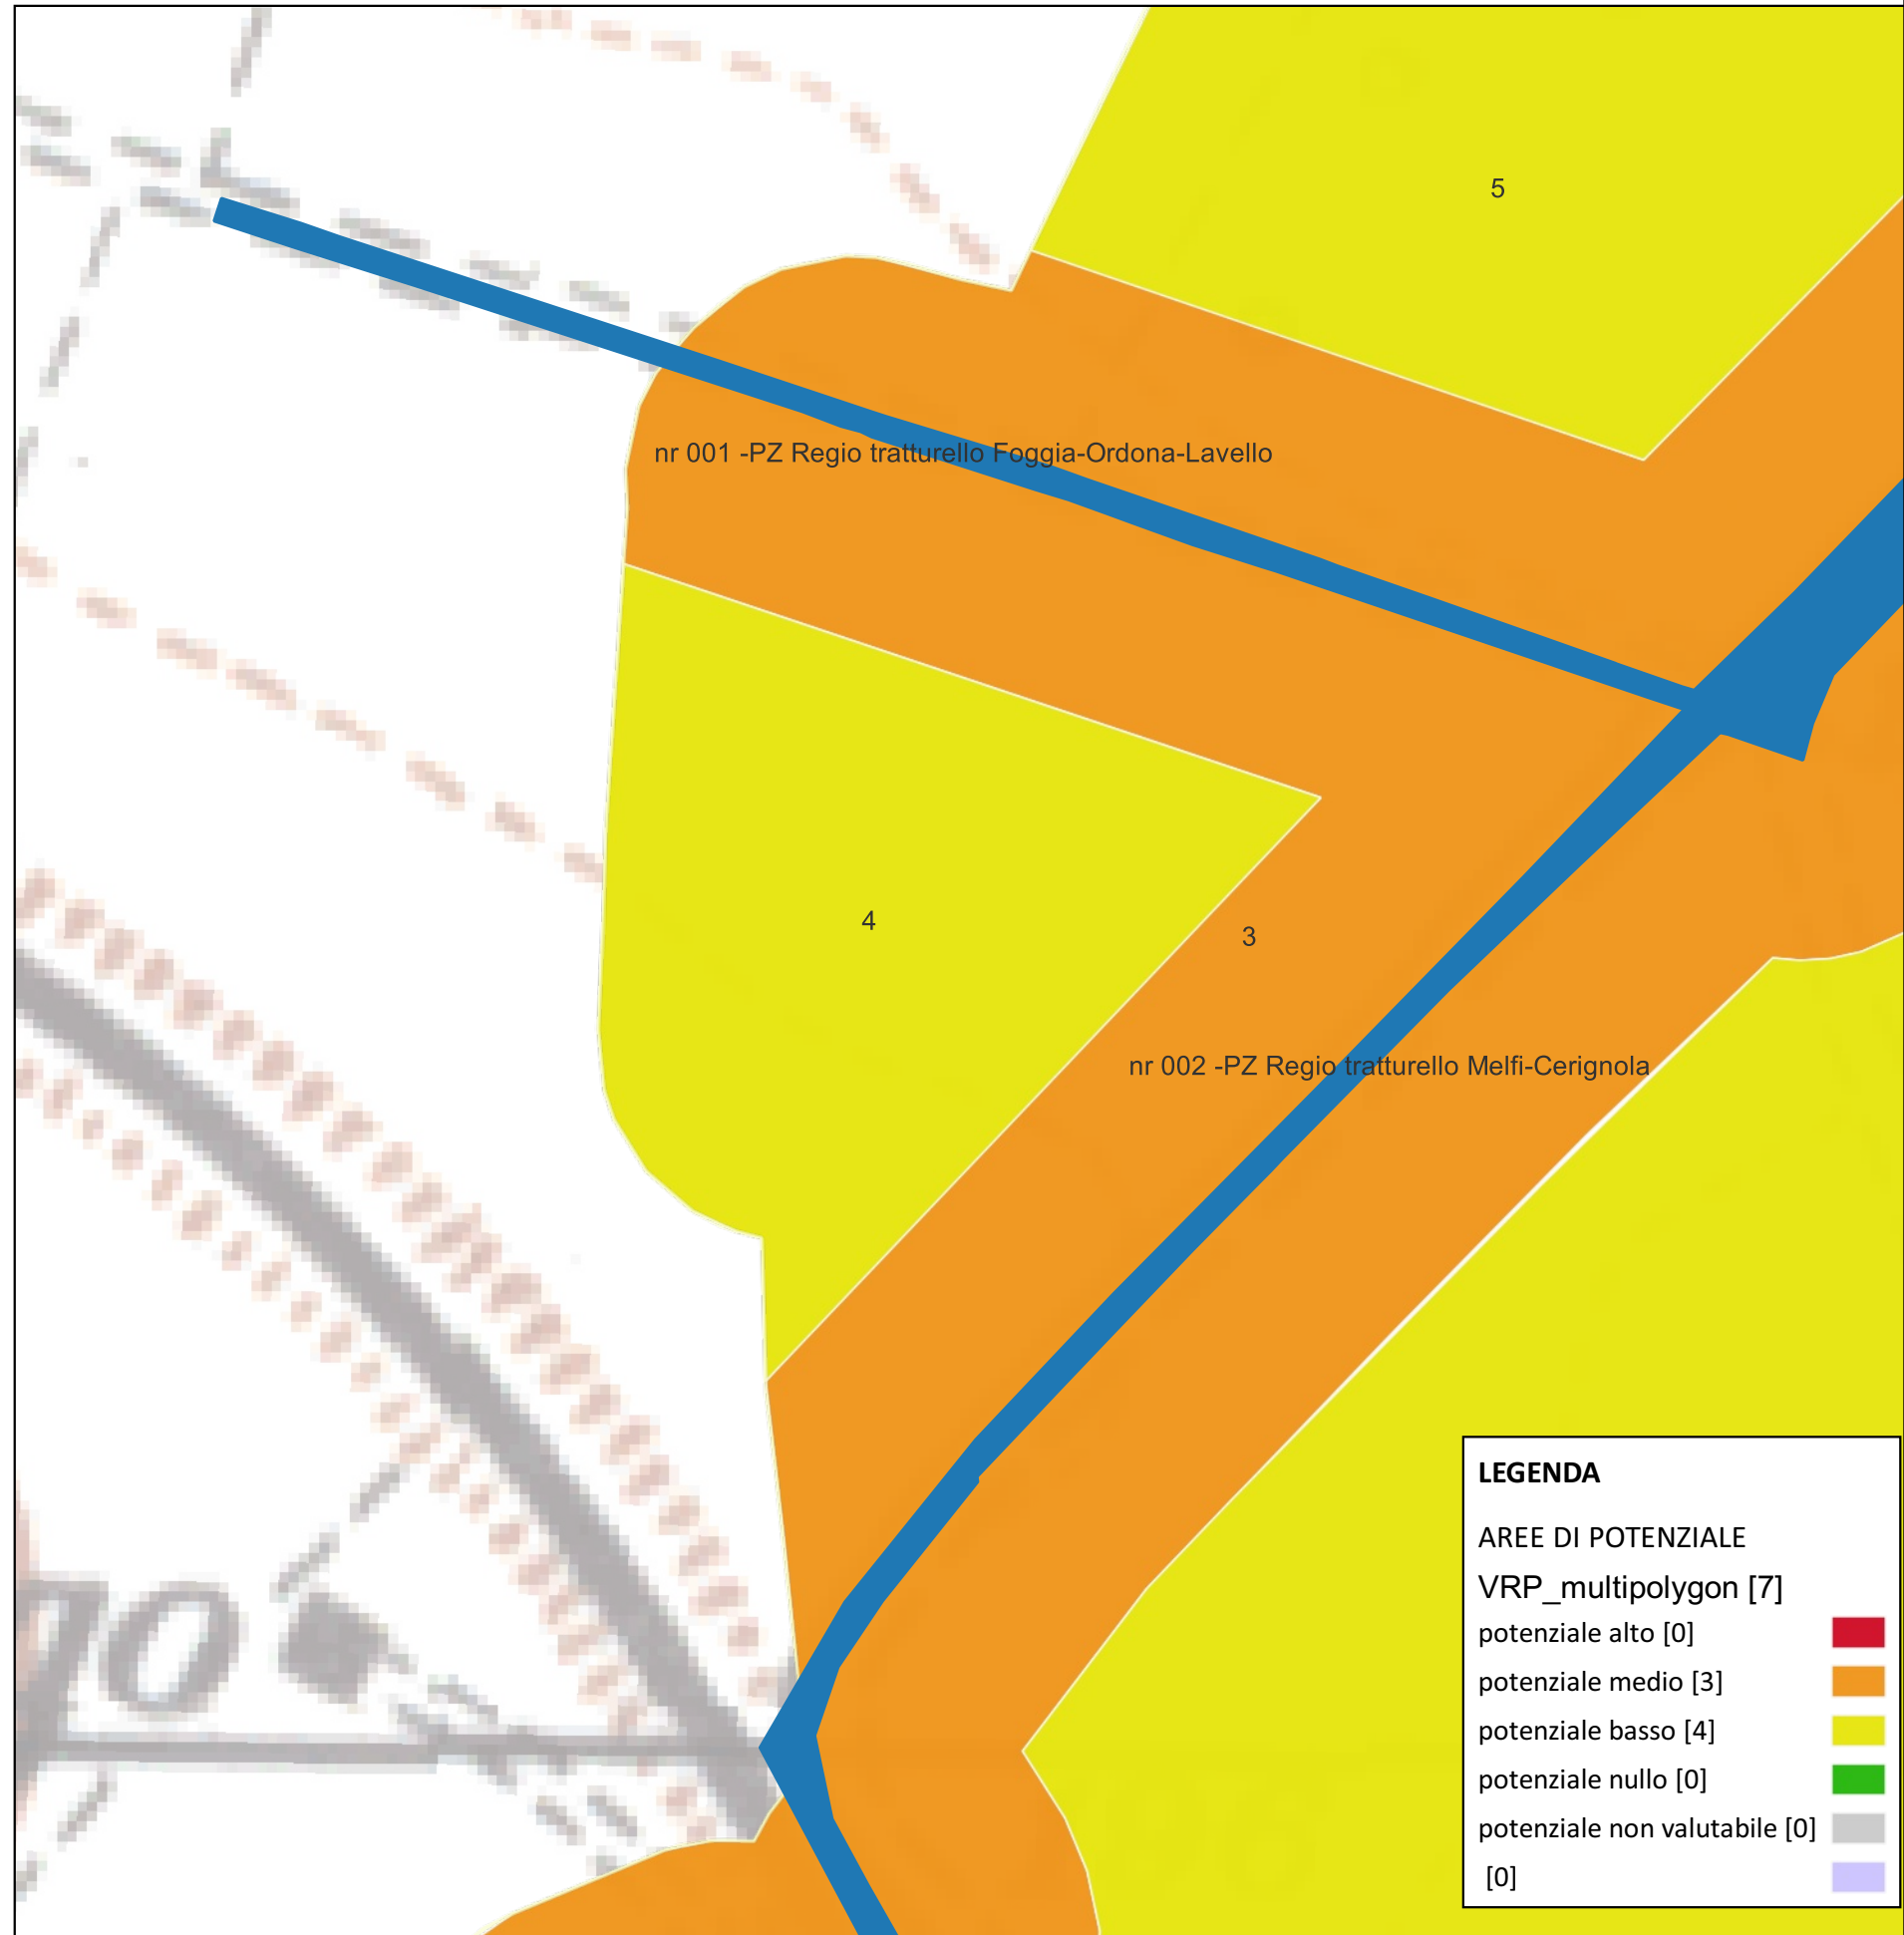 5
nr 001 -PZ Regio tratturello Foggia-Ordona-Lavello
4
3
nr 002 -PZ Regio tratturello Melfi-Cerignola
70
LEGENDA
AREE DI POTENZIALE
VRP_multipolygon [7]
potenziale alto [0]
potenziale medio [3]
potenziale basso [4]
potenziale nullo [0]
potenziale non valutabile [0]
[0]